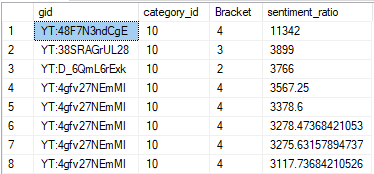 gid category_id Bracket sentiment_ratio
1 YT:48F7N3ndCgE 10 4 11342
2 YT:38SRAGrUL28 10 3 3899
3 YT:D_6QmL6rExk 10 2 3766
4 YT:4gfv27NEmMI 10 4 3567.25
5 YT:4gfv27NEmMI 10 4 3378.6
6 YT:4gfv27NEmMI 10 4 3278.47368421053
7 YT:4gfv27NEmMI 10 4 3275.63157894737
8 YT:4gfv27NEmMI 10 4 3117.73684210526